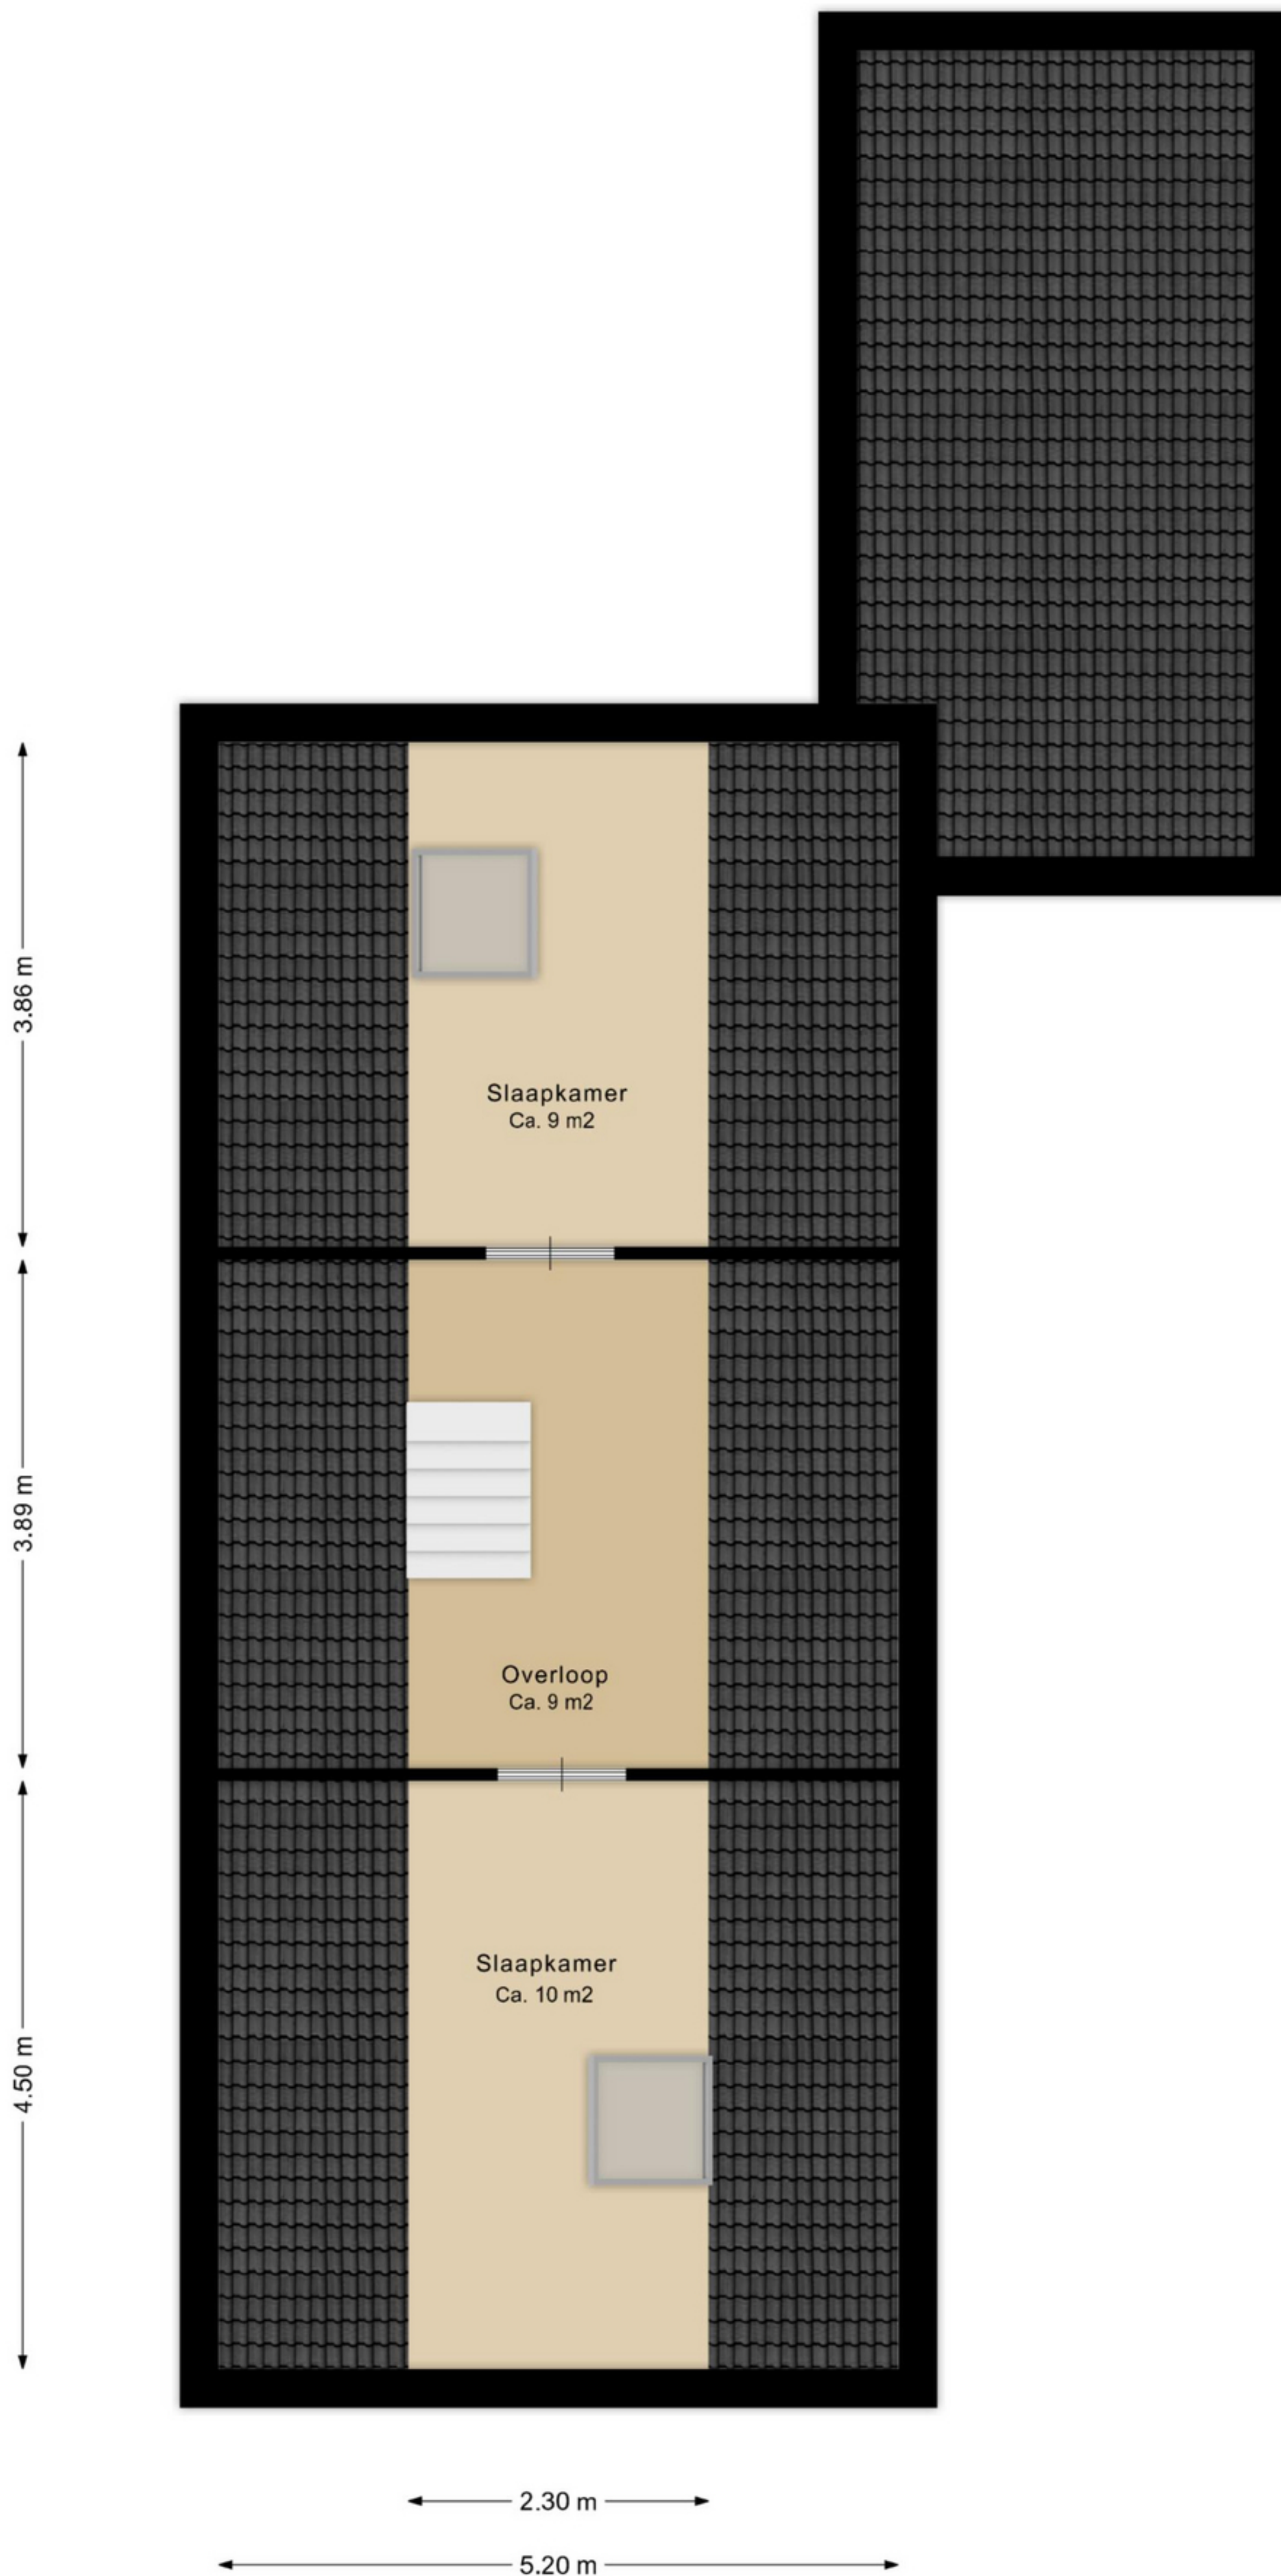 3.86 m
Slaapkamer
Ca. 9 m2
3.89 m
Overloop
Ca. 9 m2
Slaapkamer
Ca. 10 m2
4.50 m
2.30 m
5.20 m